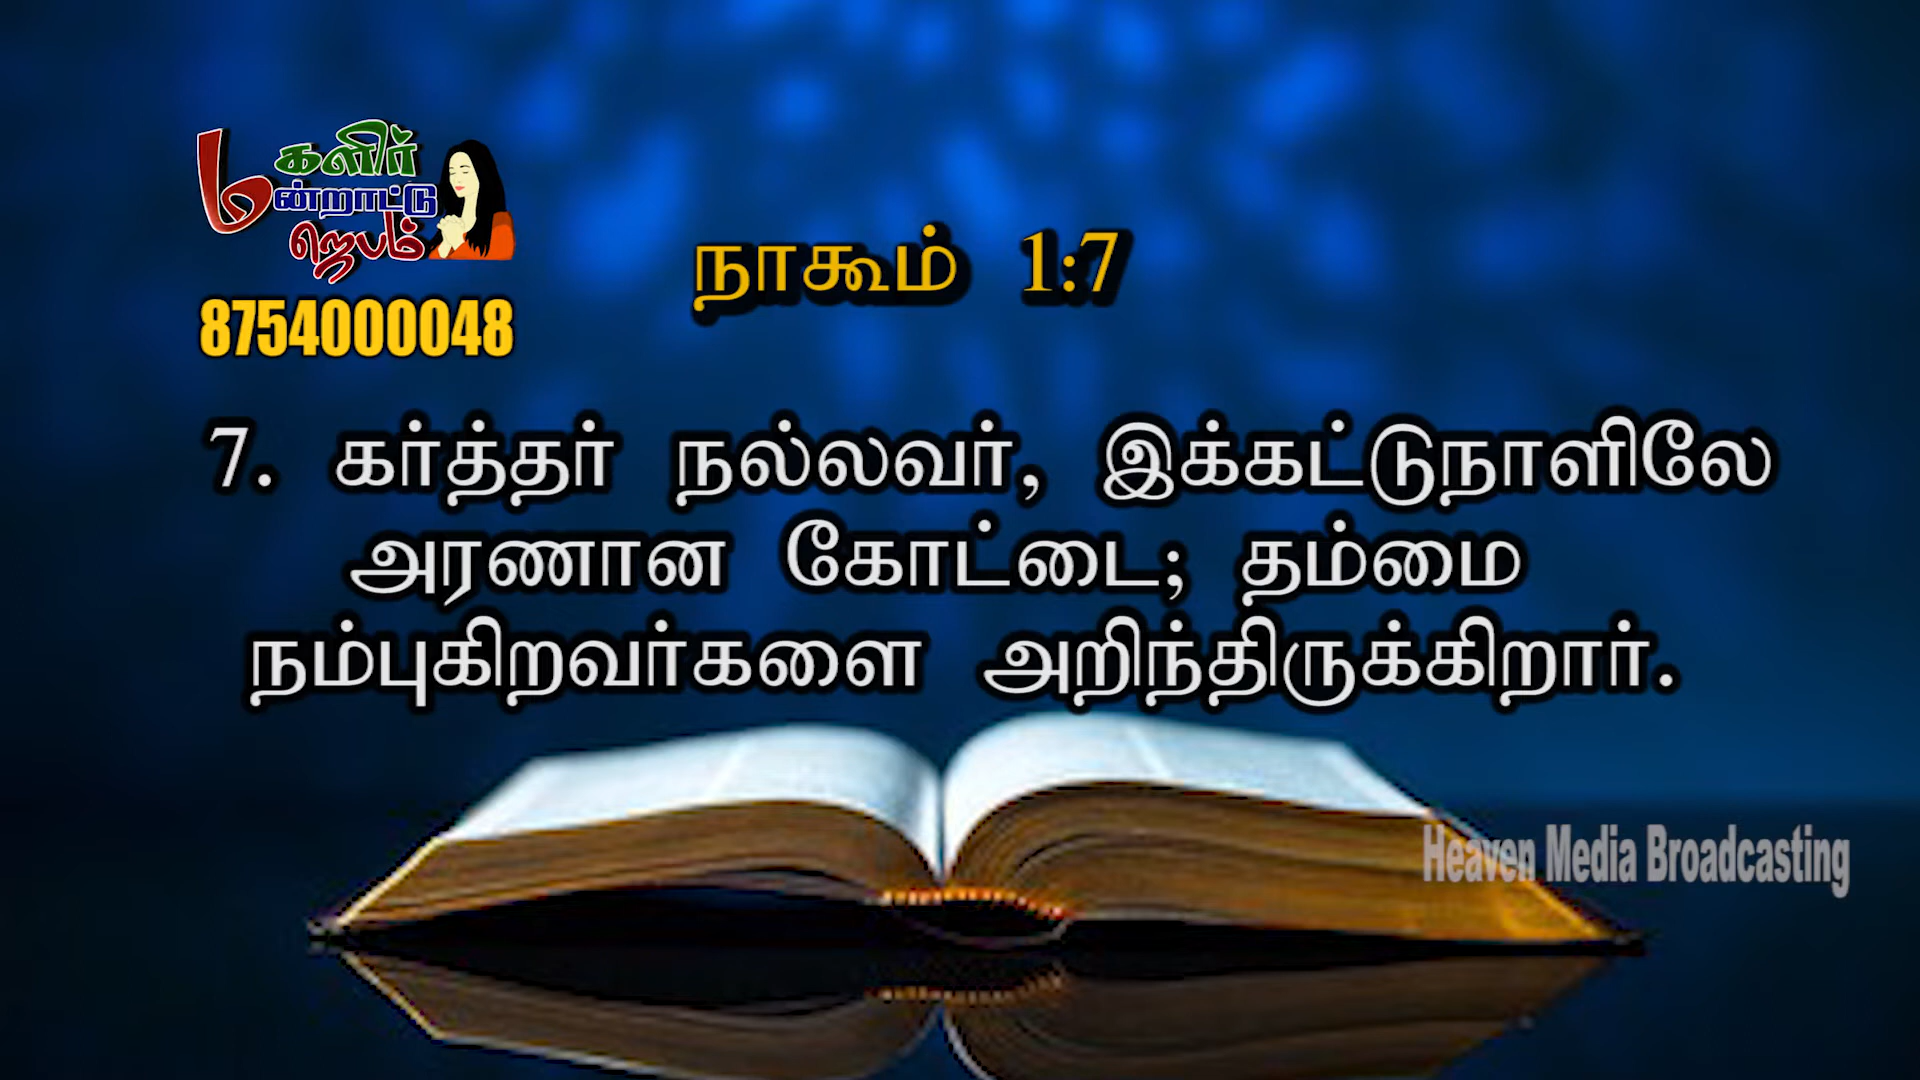 மகளிர்
மன்றாட்டு
ஜெபம்
8754000048
நாகூம் 1:7
7. கர்த்தர் நல்லவர், இக்கட்டுநாளிலே
அரணான கோட்டை; தம்மை
நம்புகிறவர்களை அறிந்திருக்கிறார்.
Heaven Media Broadcasting